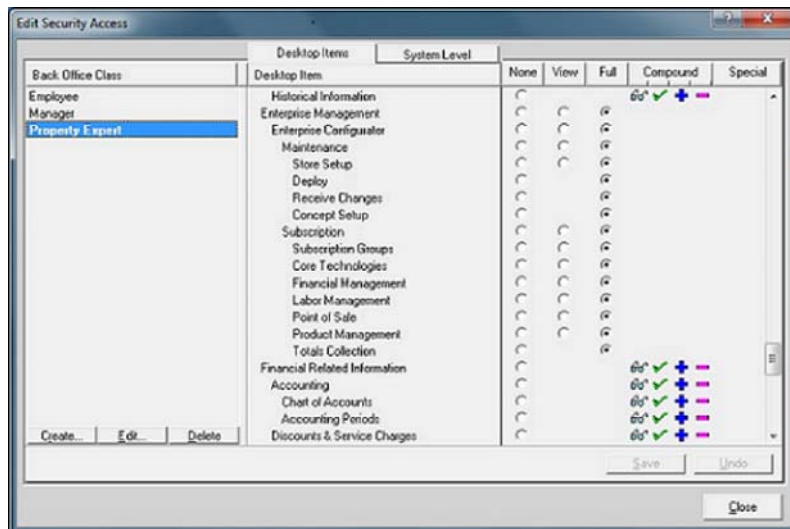 Edit Security Access
Desktop Items System Level
Back Office Class Desktop Item None View Full Compound Special
Employee Historical Information
Manager Enterprise Management
Property Expert Enterprise Configurator
Maintenance
Store Setup
Deploy
Receive Changes
Concept Setup
Subscription
Subscription Groups
Core Technologies
Financial Management
Labor Management
Point of Sale
Product Management
Totals Collection
Financial Related Information
Accounting
Chart of Accounts
Accounting Periods
Create... Edit... Delete Discounts & Service Charges
Save Undo
Close